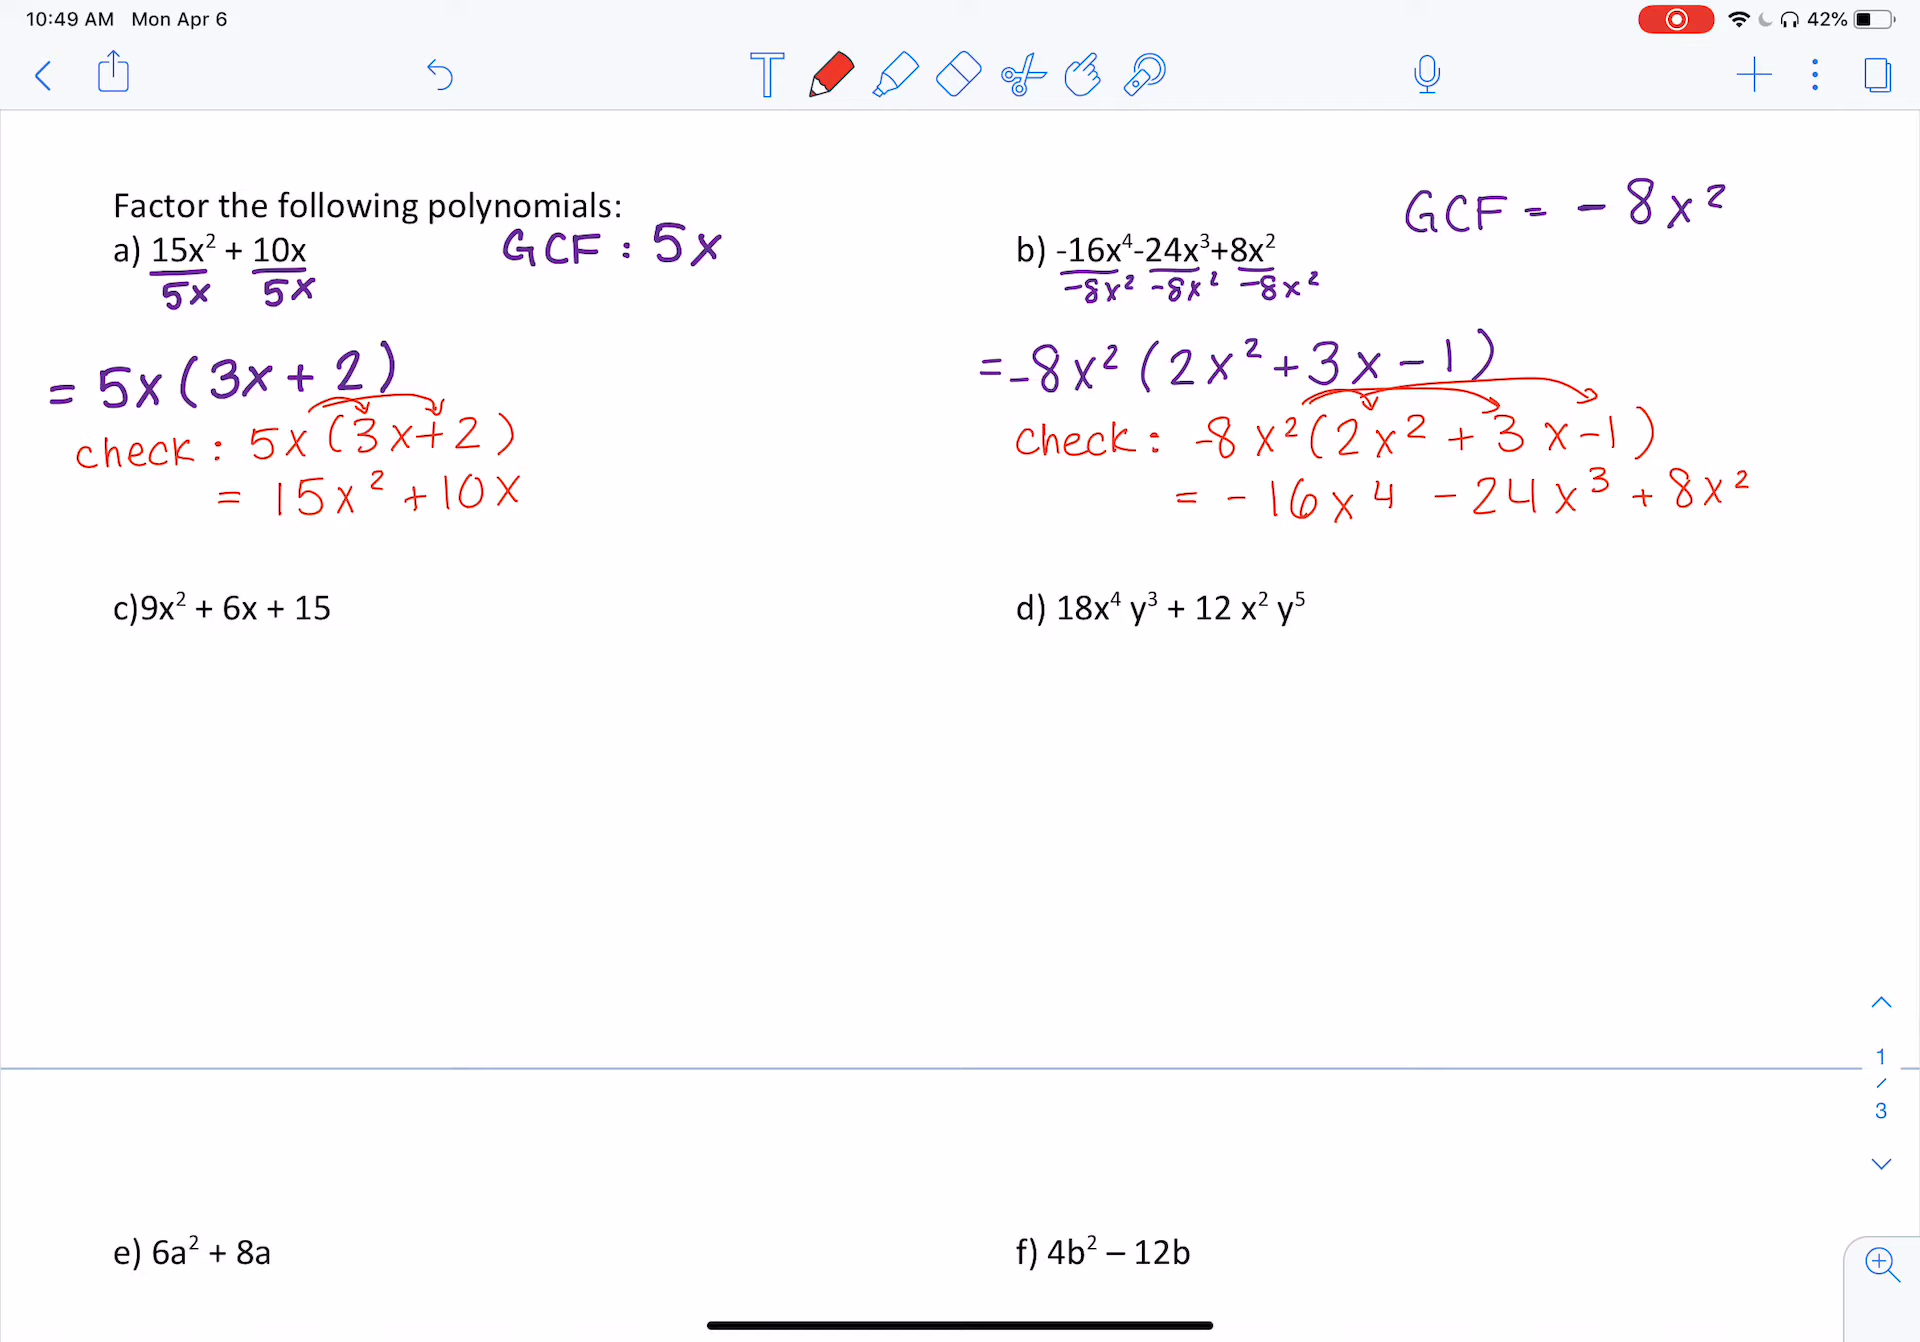 10:49 AM Mon Apr 6
42%
Factor the following polynomials:
a) 15x² + 10x
5x 5x
GCF : 5x
= 5x(3x+2)
check: 5x(3x+2)
= 15x² +10x
b) -16x⁴-24x³+8x²
-8x² -8x² -8x²
GCF = -8x²
=-8x²(2x²+3x-1)
check: -8x²(2x²+3x-1)
= -16x4 -24x³ +8x²
c)9x² + 6x + 15
d) 18x⁴ y³ + 12 x² y⁵
1
/
3
e) 6a² + 8a
f) 4b² – 12b